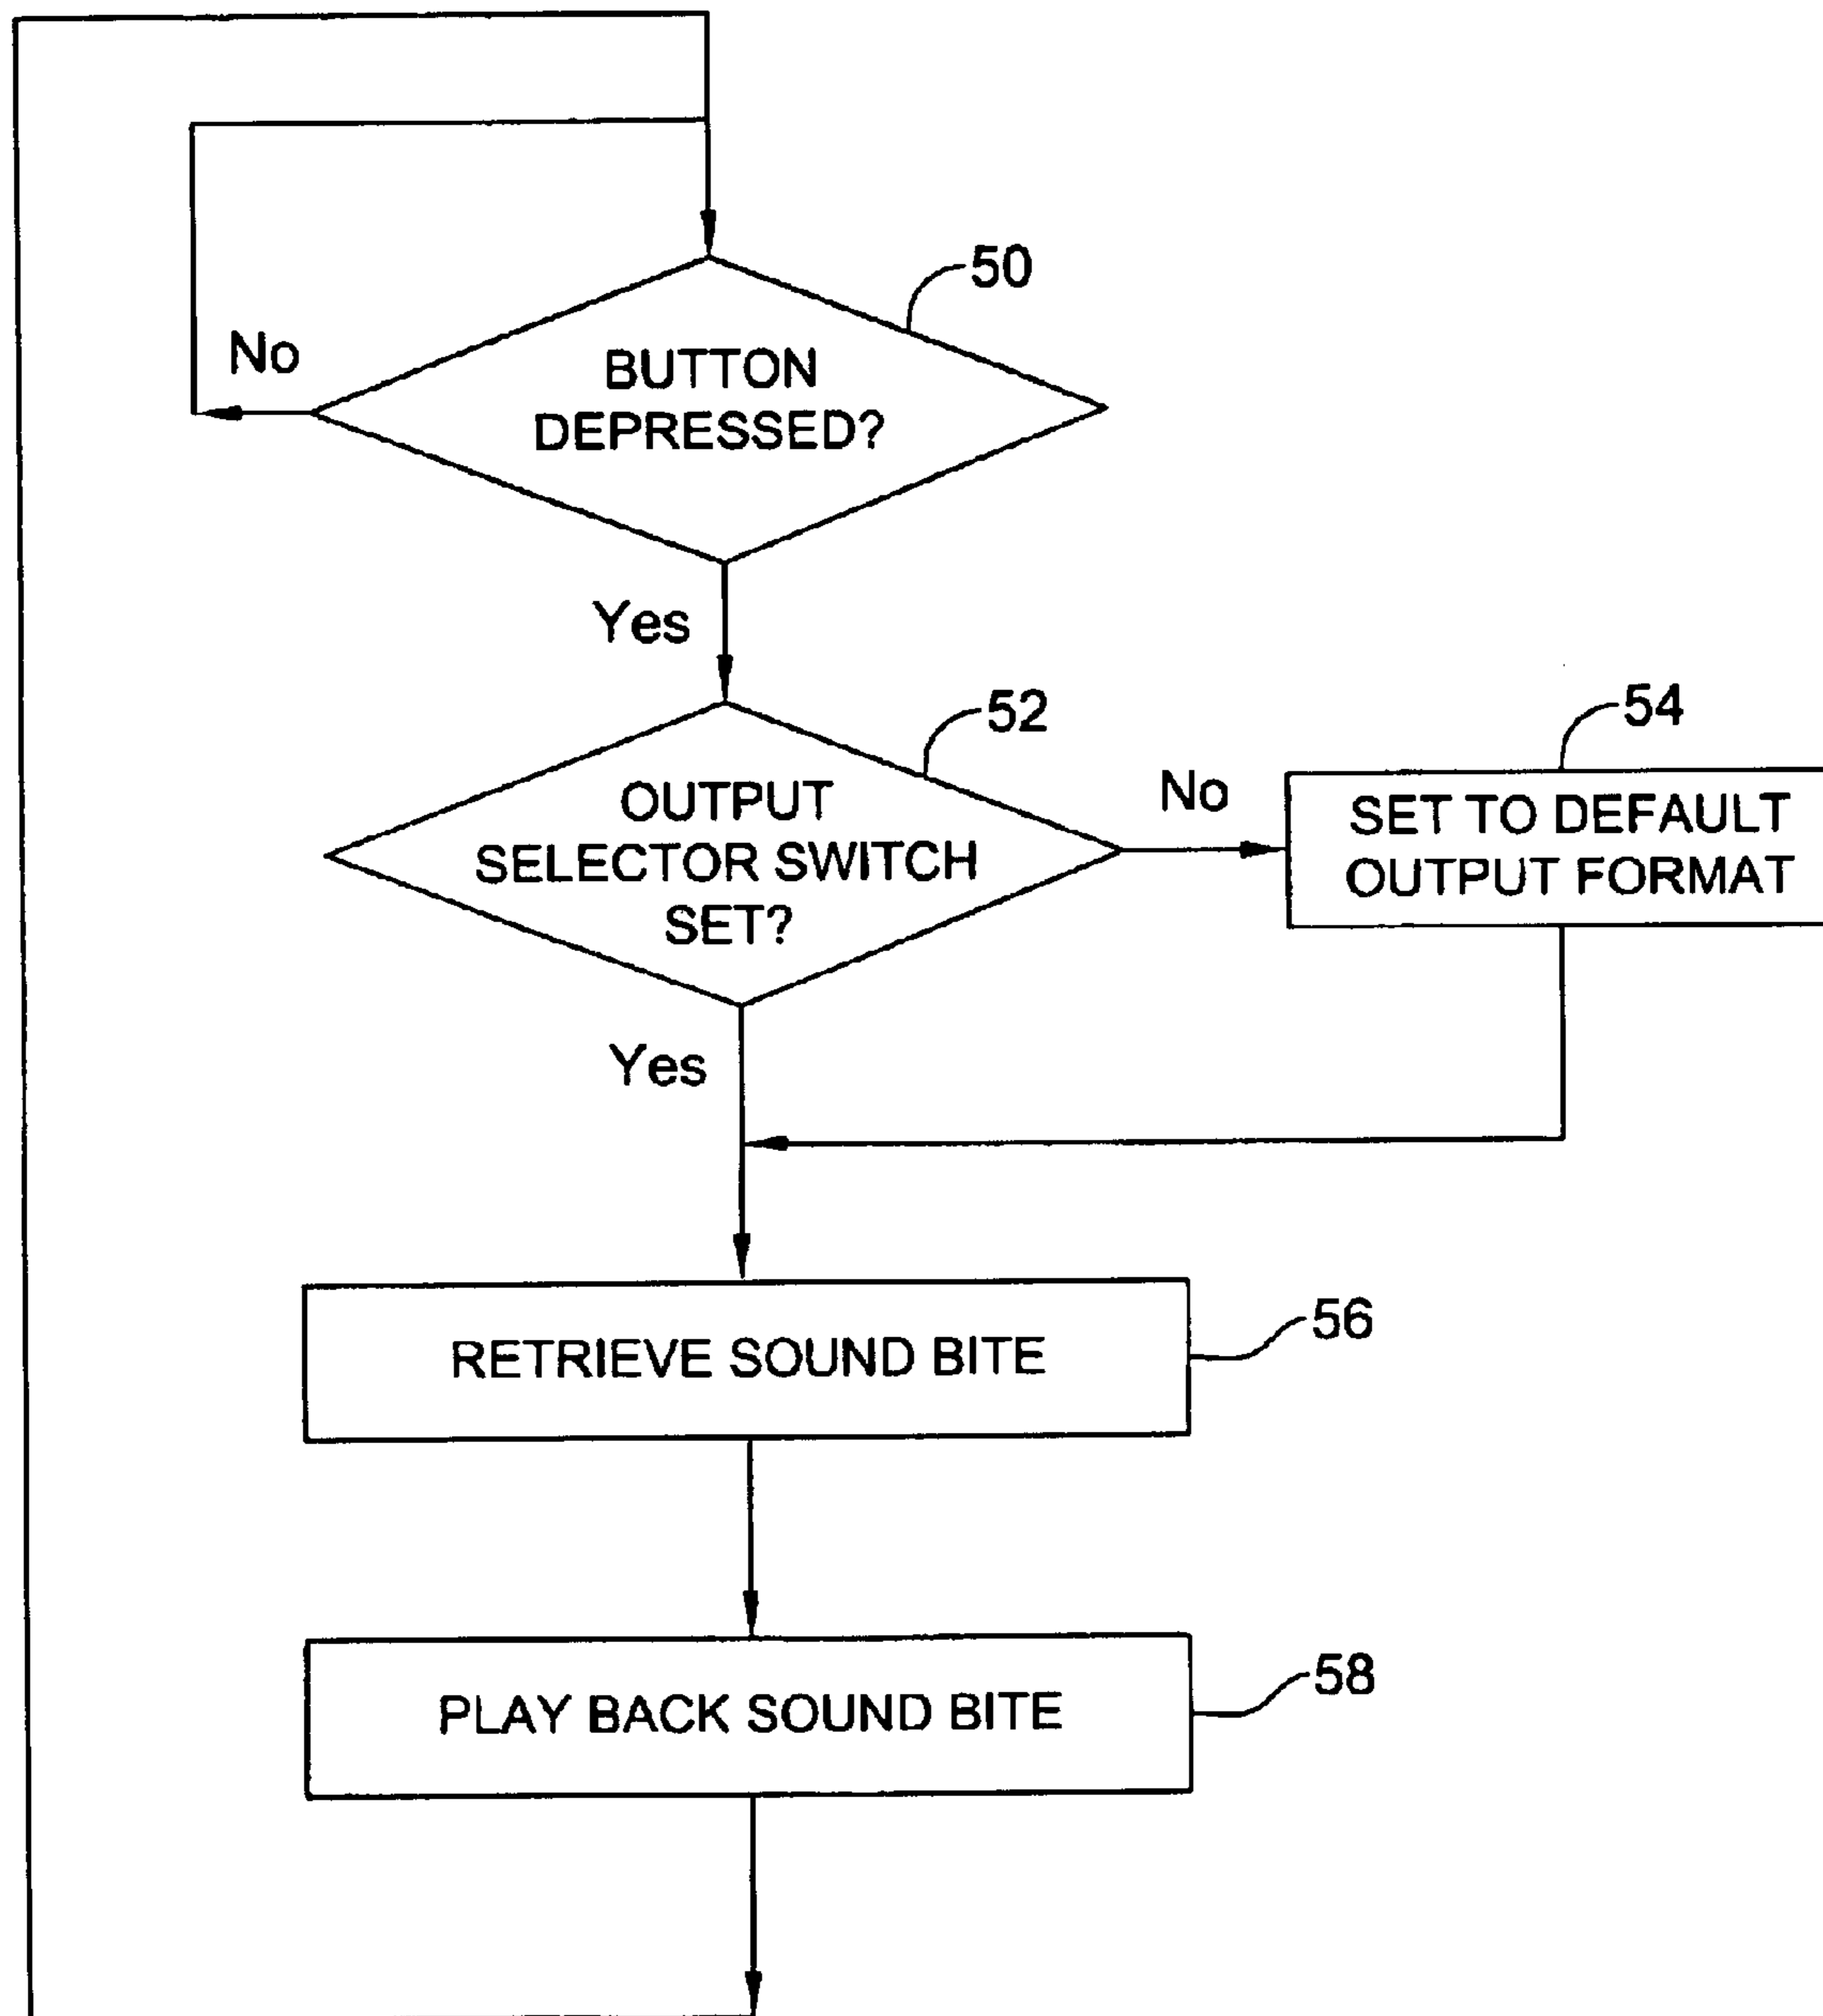 50
No
BUTTON
DEPRESSED?
Yes
52
54
OUTPUT
SELECTOR SWITCH
SET?
No
SET TO DEFAULT
OUTPUT FORMAT
Yes
RETRIEVE SOUND BITE
56
PLAY BACK SOUND BITE
58